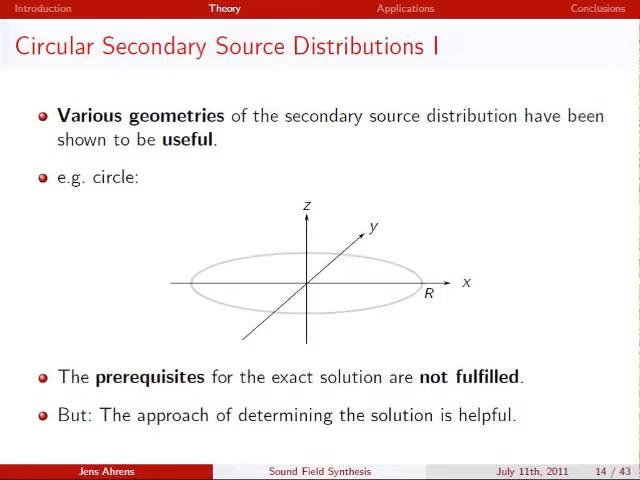 Introduction Theory Applications Conclusions
Circular Secondary Source Distributions I
Various geometries of the secondary source distribution have been
shown to be useful.
e.g. circle:
z
y
x
R
The prerequisites for the exact solution are not fulfilled.
But: The approach of determining the solution is helpful.
Jens Ahrens Sound Field Synthesis July 11th, 2011 14 / 43